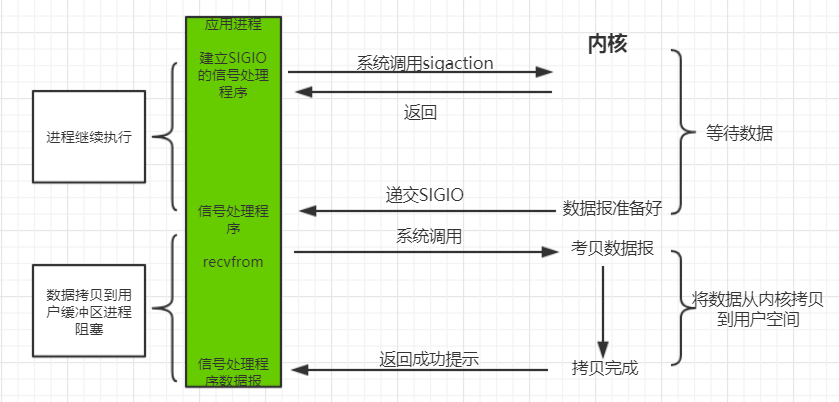 应用进程
内核
建立SIGIO
的信号处理
程序
系统调用sigaction
返回
进程继续执行
等待数据
递交SIGIO
数据报准备好
信号处理程
序
系统调用
考贝数据报
recvfrom
数据拷贝到用
户缓冲区进程
阻塞
将数据从内核拷贝
到用户空间
返回成功提示
拷贝完成
信号处理程
序数据报